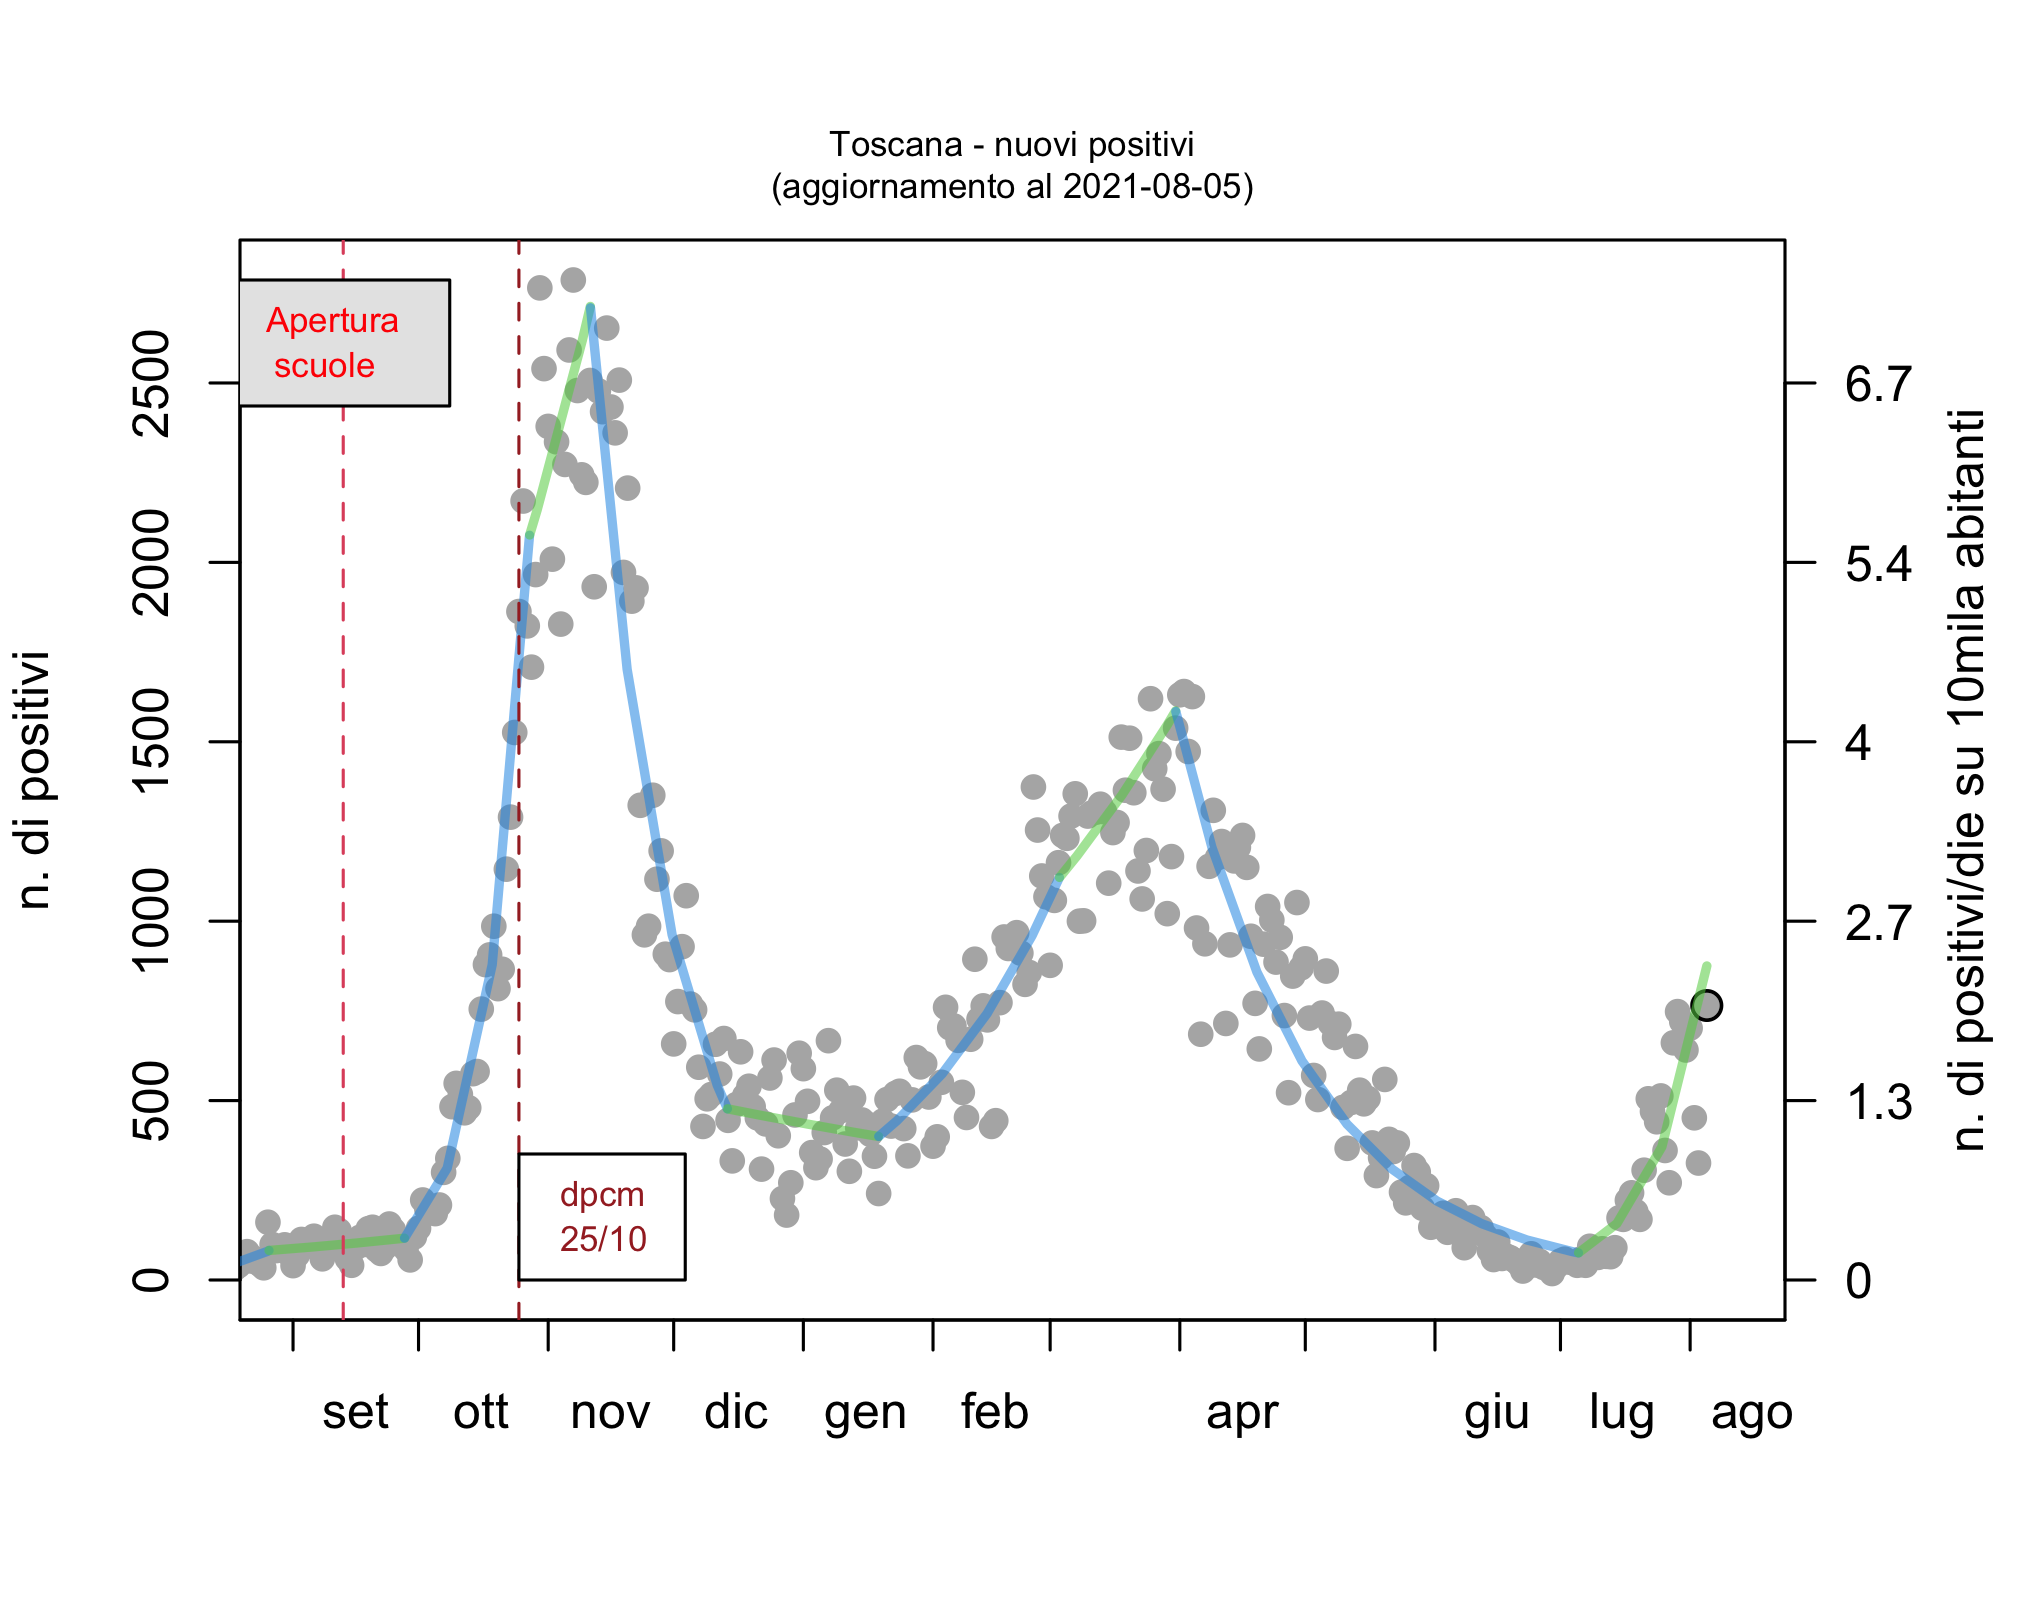 Toscana - nuovi positivi
(aggiornamento al 2021-08-05)
Apertura
scuole
dpcm
25/10
n. di positivi
0
500
1000
1500
2000
2500
0
1.3
2.7
4
5.4
6.7
n. di positivi/die su 10mila abitanti
set ott nov dic gen feb apr giu lug ago